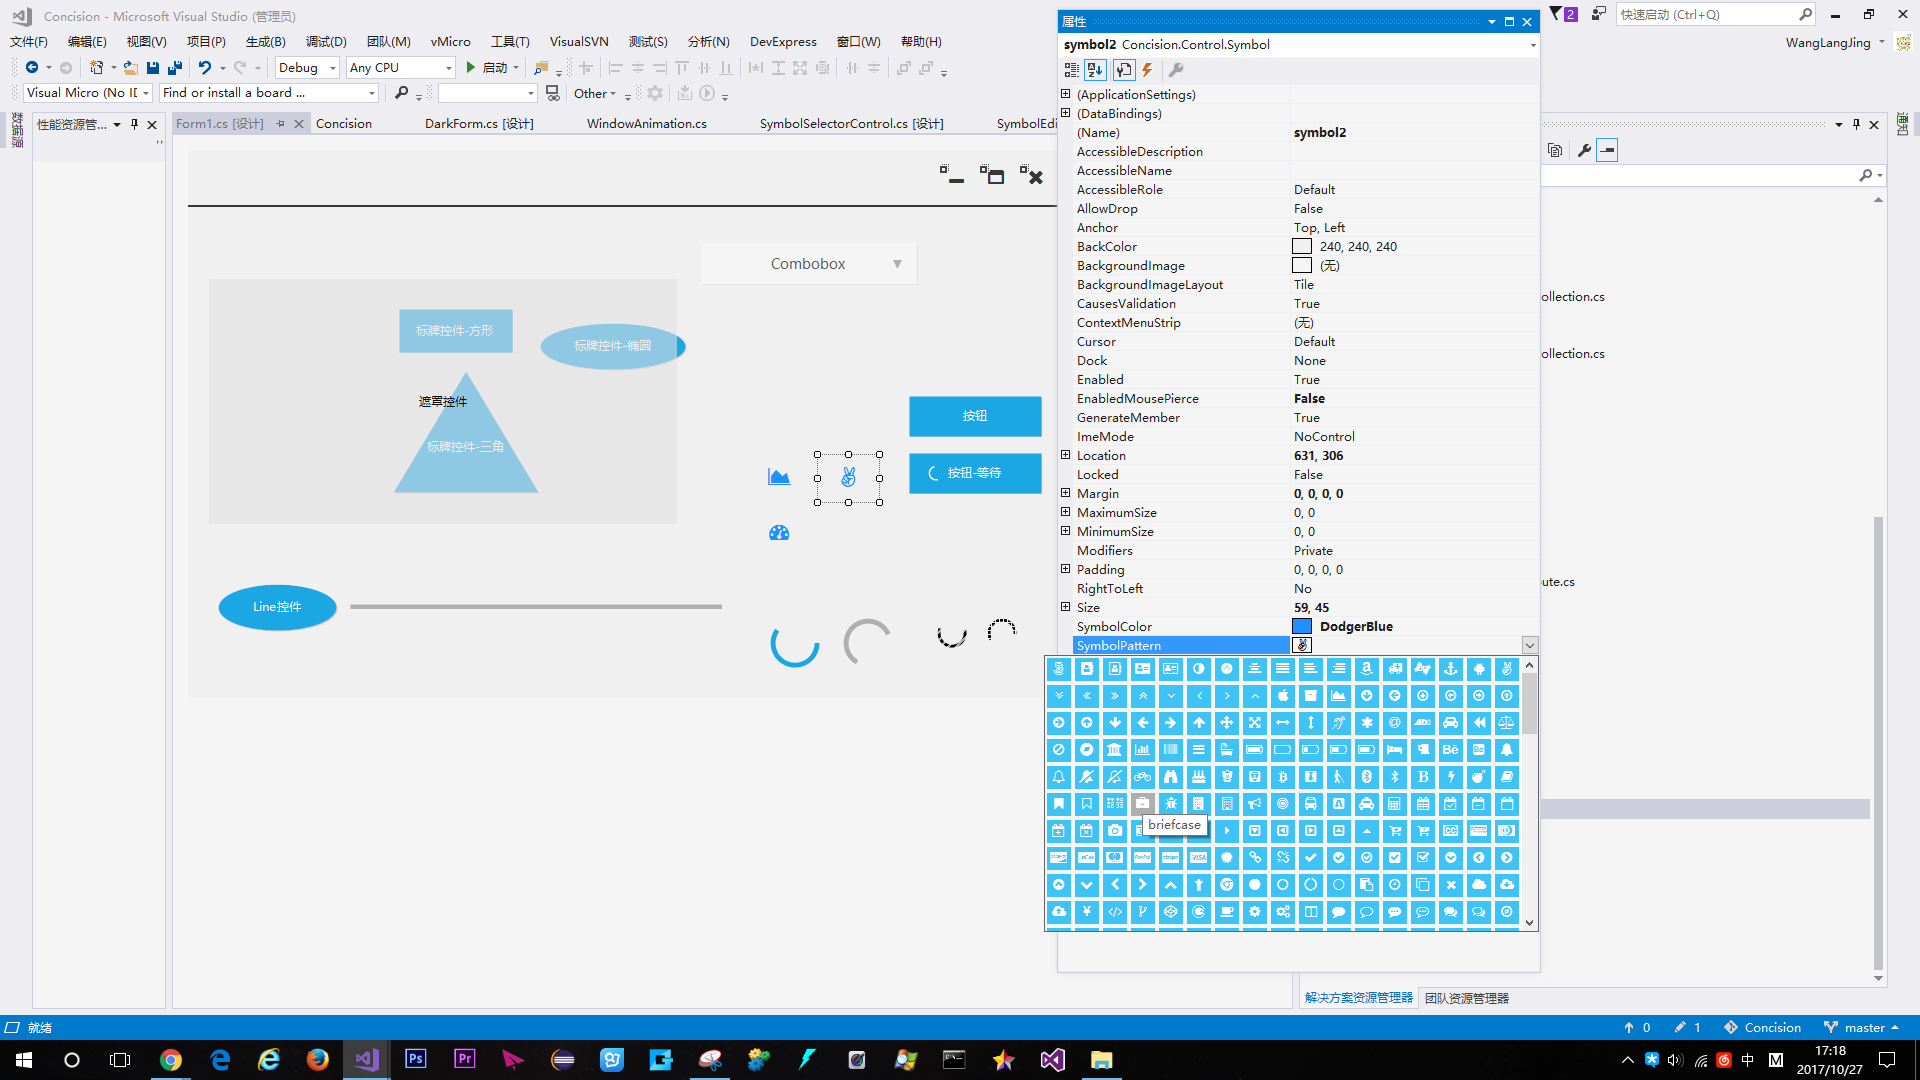 Concision - Microsoft Visual Studio (管理员)
2
快速启动 (Ctrl+Q)
文件(F) 编辑(E) 视图(V) 项目(P) 生成(B) 调试(D) 团队(M) vMicro 工具(T) VisualSVN 测试(S) 分析(N) DevExpress 窗口(W) 帮助(H)
WangLangJing
Debug Any CPU 启动
Visual Micro (No ID Find or install a board ... Other
数据源
性能资源管...
Form1.cs [设计] Concision DarkForm.cs [设计] WindowAnimation.cs SymbolSelectorControl.cs [设计] SymbolEdi
通知
Combobox
标牌控件-方形
标牌控件-椭圆
遮罩控件
标牌控件-三角
按钮
按钮-等待
Line控件
属性
symbol2 Concision.Control.Symbol
(ApplicationSettings)
(DataBindings)
(Name) symbol2
AccessibleDescription
AccessibleName
AccessibleRole Default
AllowDrop False
Anchor Top, Left
BackColor 240, 240, 240
BackgroundImage (无)
BackgroundImageLayout Tile
CausesValidation True
ContextMenuStrip (无)
Cursor Default
Dock None
Enabled True
EnabledMousePierce False
GenerateMember True
ImeMode NoControl
Location 631, 306
Locked False
Margin 0, 0, 0, 0
MaximumSize 0, 0
MinimumSize 0, 0
Modifiers Private
Padding 0, 0, 0, 0
RightToLeft No
Size 59, 45
SymbolColor DodgerBlue
SymbolPattern
briefcase
ollection.cs
ollection.cs
ute.cs
解决方案资源管理器 团队资源管理器
就绪
0 1 Concision master
Ps Pr
中 M
17:18
2017/10/27